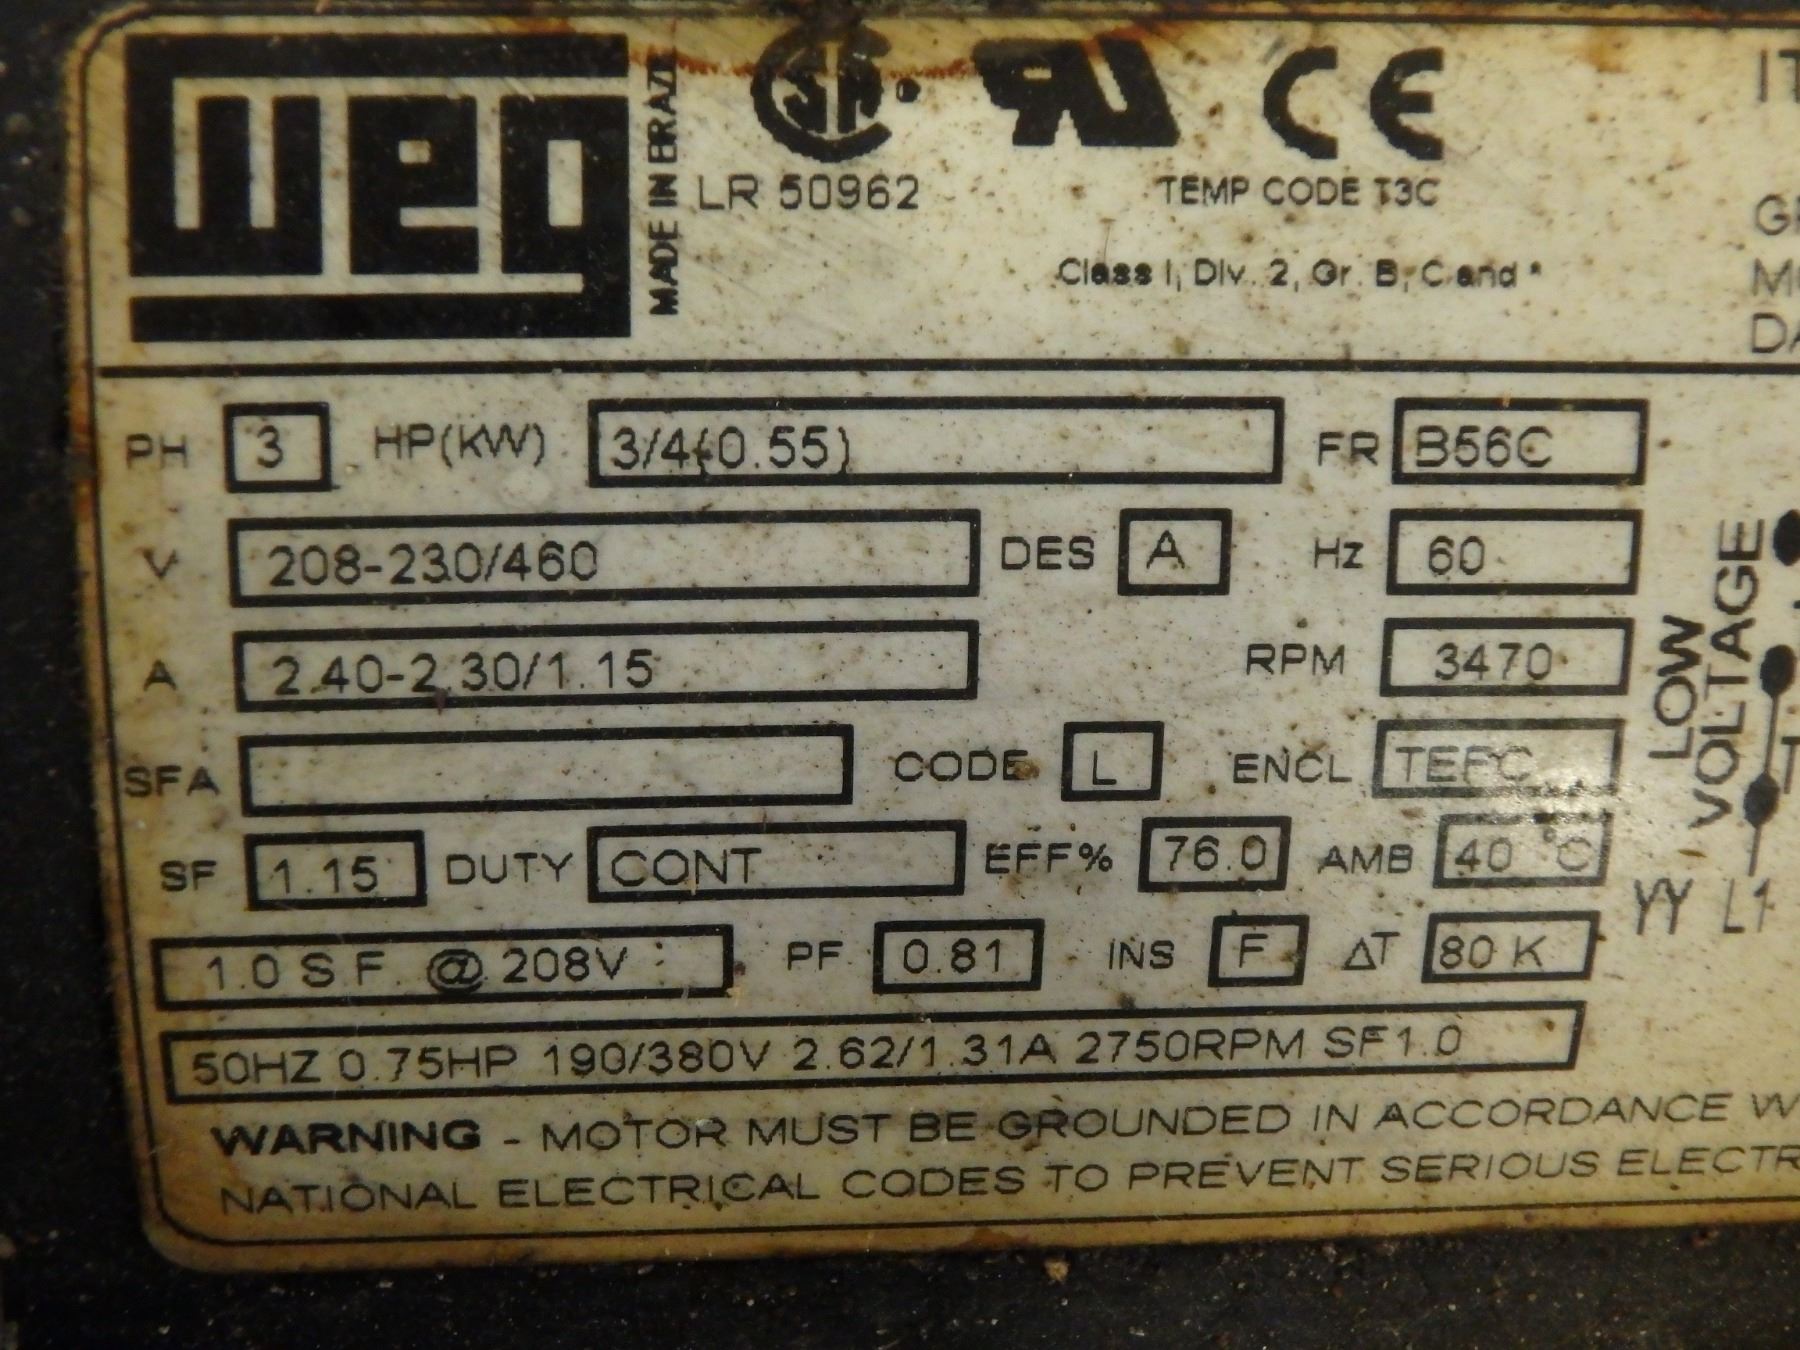 weg
MADE IN BRAZIL
LR 50962
CE
TEMP CODE T3C
Class I, Div. 2, Gr. B, C and *
PH 3 HP(KW) 3/4(0.55) FR B56C
V 208-230/460 DES A Hz 60
A 2.40-2.30/1.15 RPM 3470
SFA CODE L ENCL TEFC
SF 1.15 DUTY CONT EFF% 76.0 AMB 40 °C
1.0 S.F. @ 208V PF 0.81 INS F ΔT 80 K
50HZ 0.75HP 190/380V 2.62/1.31A 2750RPM SF1.0
WARNING - MOTOR MUST BE GROUNDED IN ACCORDANCE W
NATIONAL ELECTRICAL CODES TO PREVENT SERIOUS ELECTR
LOW
VOLTAGE
YY L1